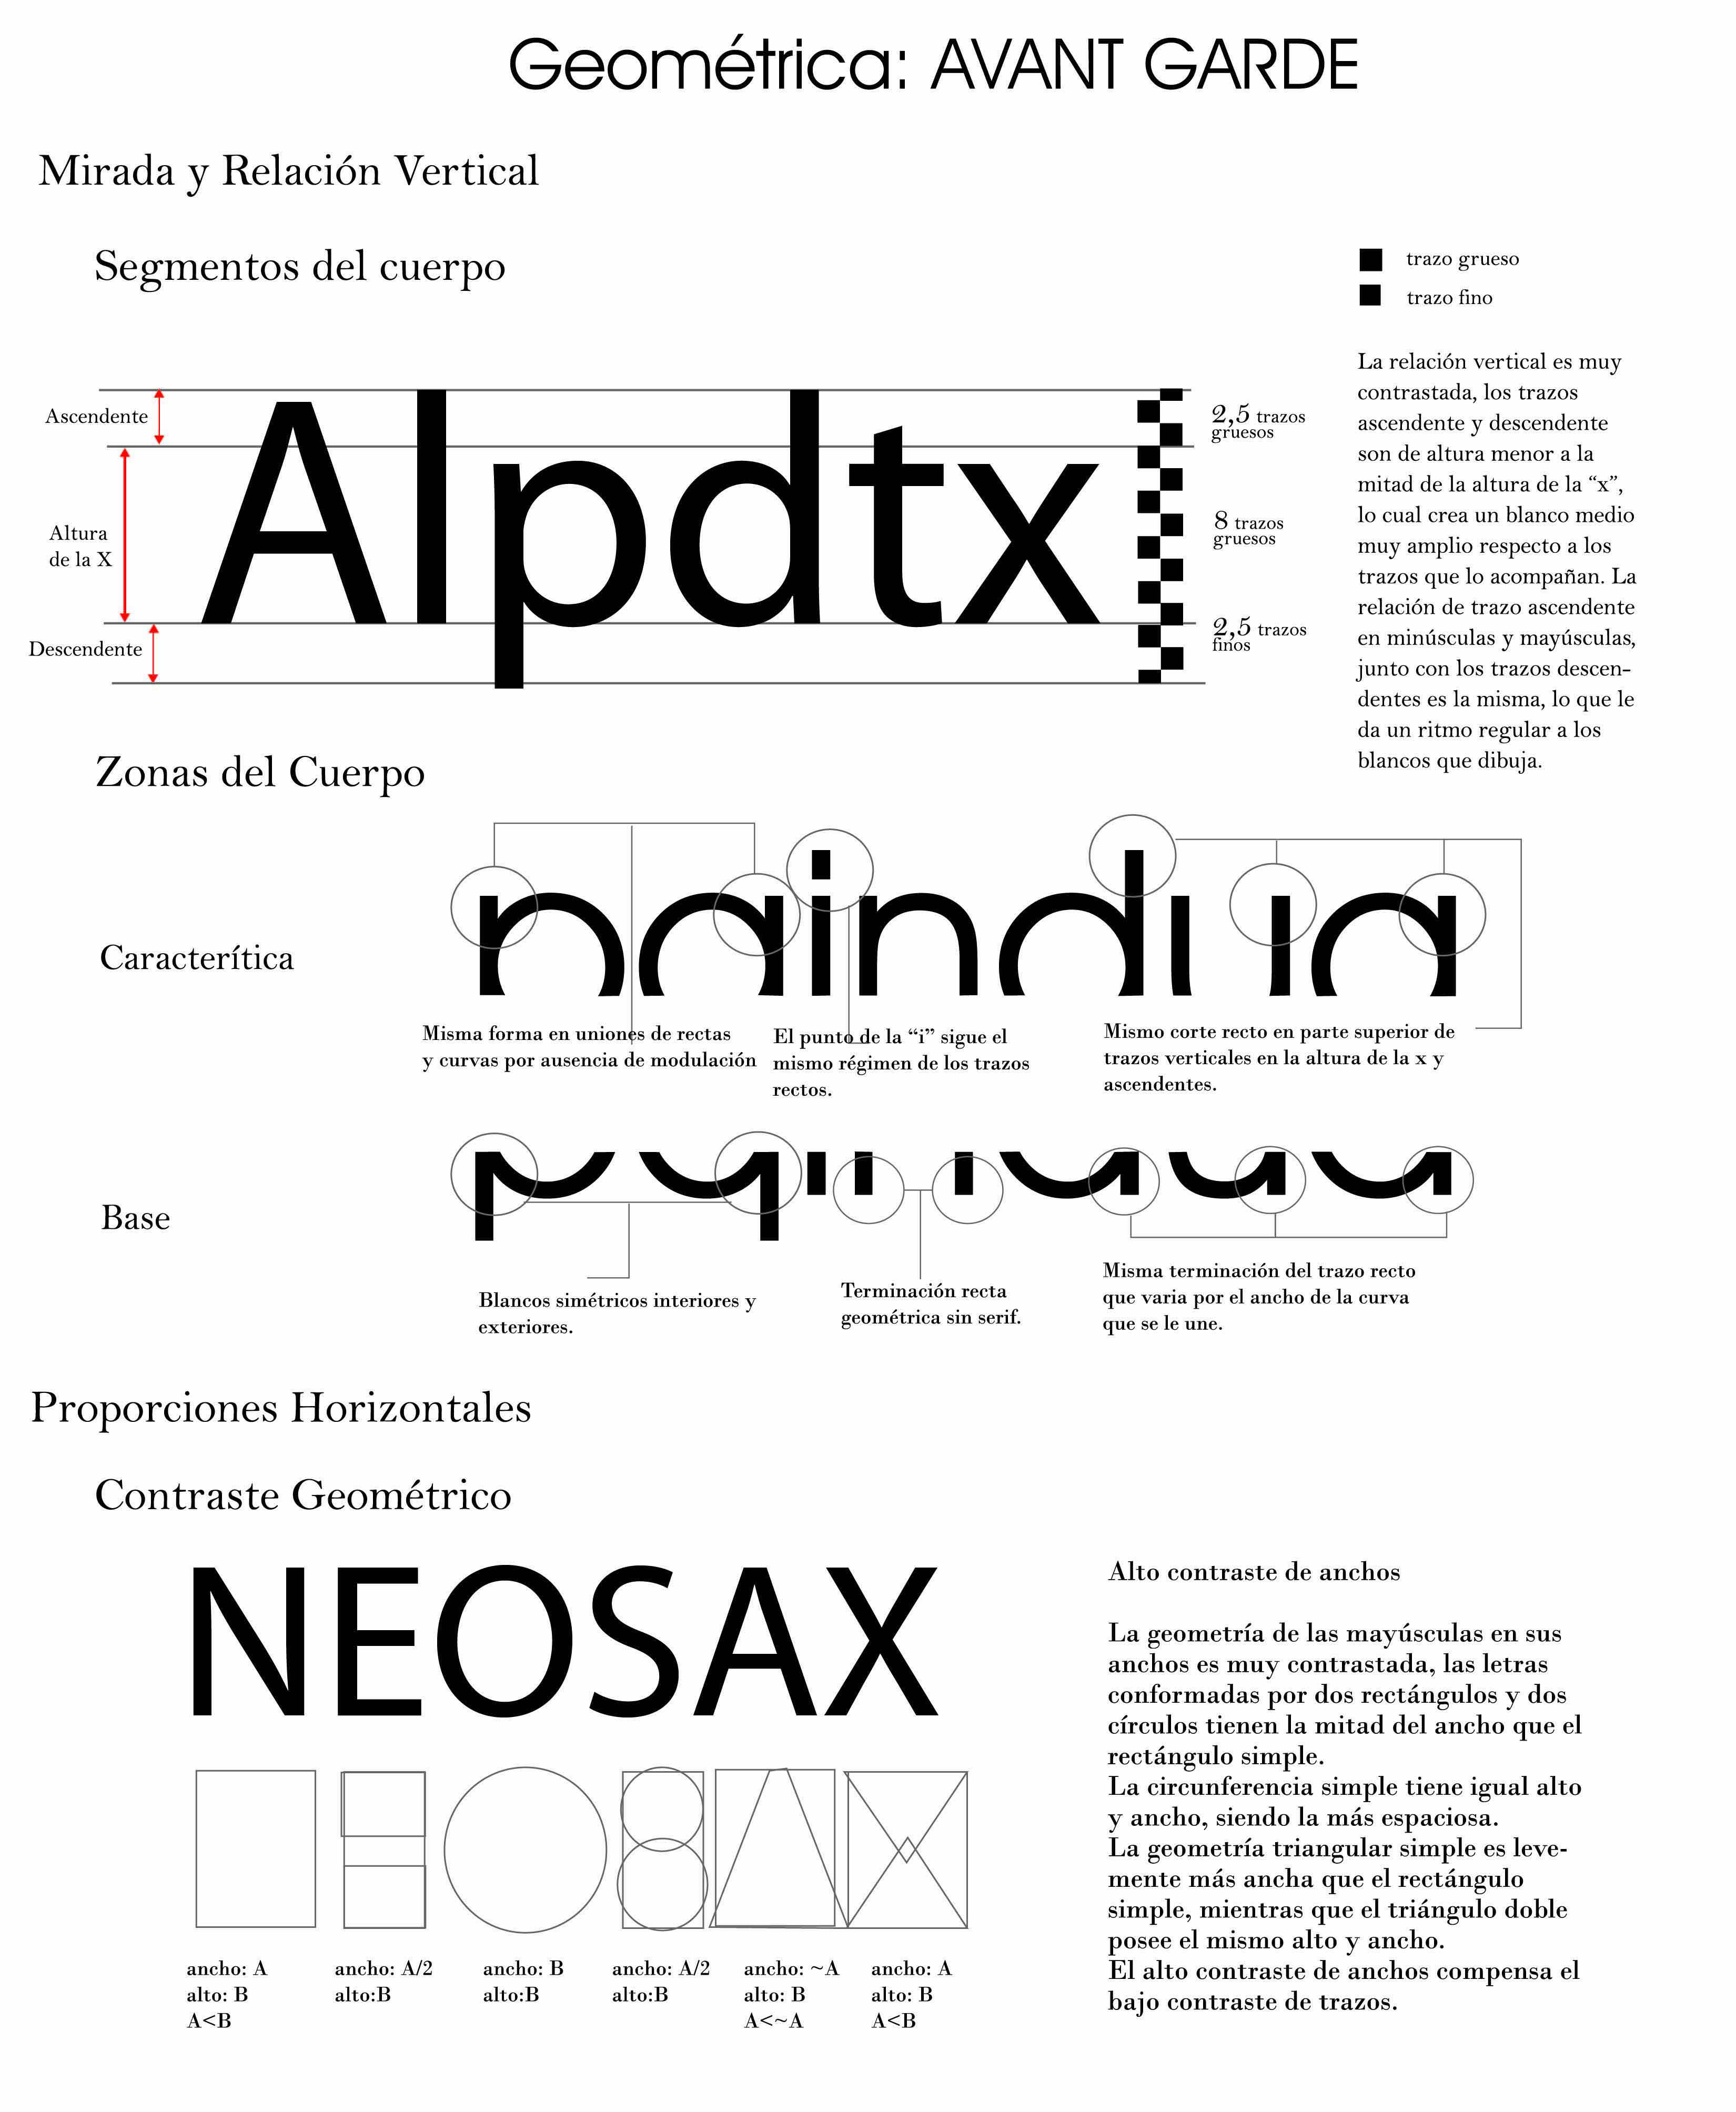 Geométrica: AVANT GARDE
Mirada y Relación Vertical
Segmentos del cuerpo
trazo grueso
trazo fino
Ascendente
Altura
de la X
Descendente
Alpdtx
2,5 trazos
gruesos
8 trazos
gruesos
2,5 trazos
finos
La relación vertical es muy
contrastada, los trazos
ascendente y descendente
son de altura menor a la
mitad de la altura de la “x”,
lo cual crea un blanco medio
muy amplio respecto a los
trazos que lo acompañan. La
relación de trazo ascendente
en minúsculas y mayúsculas,
junto con los trazos descen-
dentes es la misma, lo que le
da un ritmo regular a los
blancos que dibuja.
Zonas del Cuerpo
Caracterítica
Misma forma en uniones de rectas
y curvas por ausencia de modulación
El punto de la “i” sigue el
mismo régimen de los trazos
rectos.
Mismo corte recto en parte superior de
trazos verticales en la altura de la x y
ascendentes.
Base
Blancos simétricos interiores y
exteriores.
Terminación recta
geométrica sin serif.
Misma terminación del trazo recto
que varia por el ancho de la curva
que se le une.
Proporciones Horizontales
Contraste Geométrico
NEOSAX
ancho: A
alto: B
A<B
ancho: A/2
alto:B
ancho: B
alto:B
ancho: A/2
alto:B
ancho: ~A
alto: B
A<~A
ancho: A
alto: B
A<B
Alto contraste de anchos
La geometría de las mayúsculas en sus
anchos es muy contrastada, las letras
conformadas por dos rectángulos y dos
círculos tienen la mitad del ancho que el
rectángulo simple.
La circunferencia simple tiene igual alto
y ancho, siendo la más espaciosa.
La geometría triangular simple es leve-
mente más ancha que el rectángulo
simple, mientras que el triángulo doble
posee el mismo alto y ancho.
El alto contraste de anchos compensa el
bajo contraste de trazos.